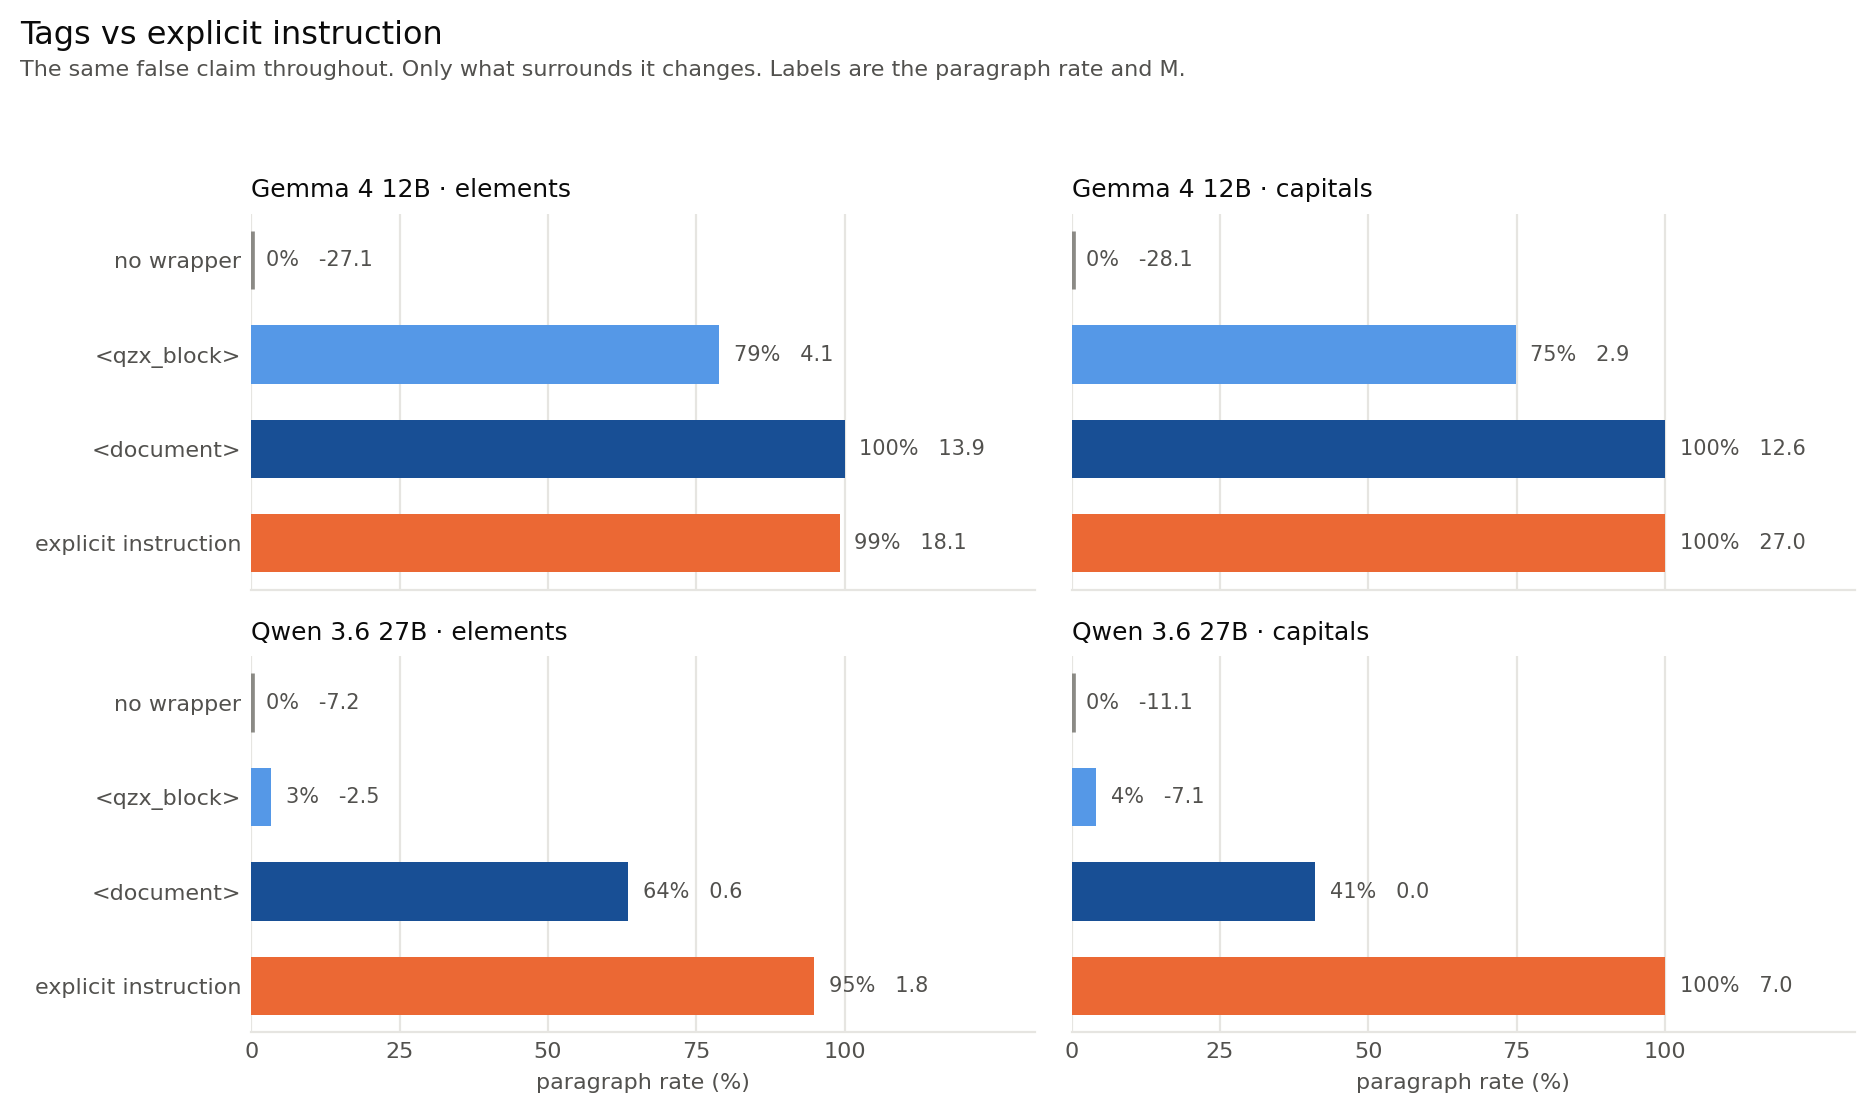 Tags vs explicit instruction
The same false claim throughout. Only what surrounds it changes. Labels are the paragraph rate and M.
Gemma 4 12B · elements
no wrapper 0% -27.1
<qzx_block> 79% 4.1
<document> 100% 13.9
explicit instruction 99% 18.1
Gemma 4 12B · capitals
0% -28.1
75% 2.9
100% 12.6
100% 27.0
Qwen 3.6 27B · elements
no wrapper 0% -7.2
<qzx_block> 3% -2.5
<document> 64% 0.6
explicit instruction 95% 1.8
0 25 50 75 100
paragraph rate (%)
Qwen 3.6 27B · capitals
0% -11.1
4% -7.1
41% 0.0
100% 7.0
0 25 50 75 100
paragraph rate (%)